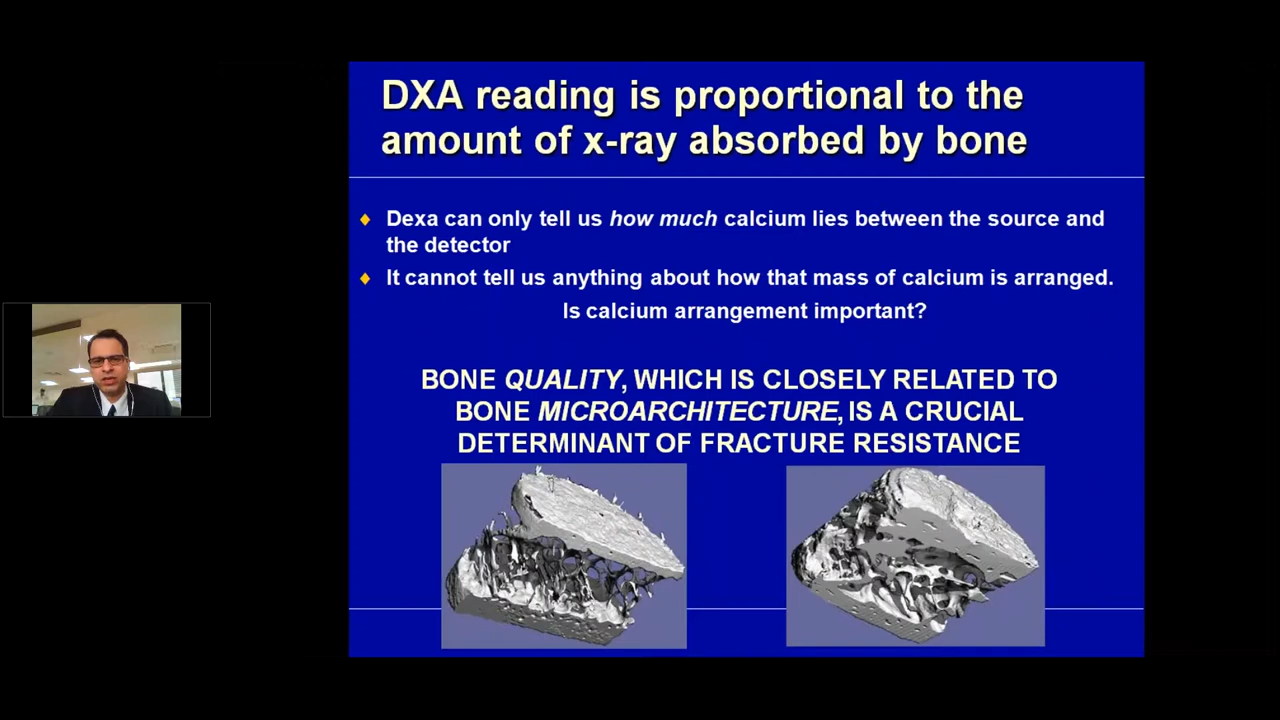 DXA reading is proportional to the
amount of x-ray absorbed by bone
Dexa can only tell us how much calcium lies between the source and
the detector
It cannot tell us anything about how that mass of calcium is arranged.
Is calcium arrangement important?
BONE QUALITY, WHICH IS CLOSELY RELATED TO
BONE MICROARCHITECTURE, IS A CRUCIAL
DETERMINANT OF FRACTURE RESISTANCE